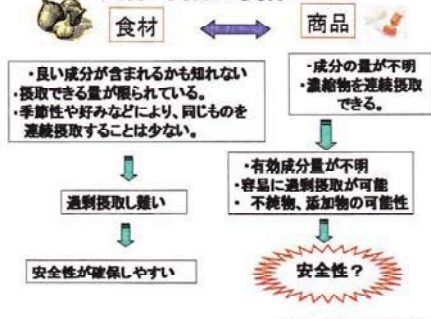 食材
商品
・良い成分が含まれるかも知れない
・摂取できる量が限られている。
・季節性や好みなどにより、同じものを
連続摂取することは少ない。
・成分の量が不明
・濃縮物を連続摂取
できる。
過剰摂取し難い
・有効成分量が不明
・容易に過剰摂取が可能
・ 不純物、添加物の可能性
安全性が確保しやすい
安全性？